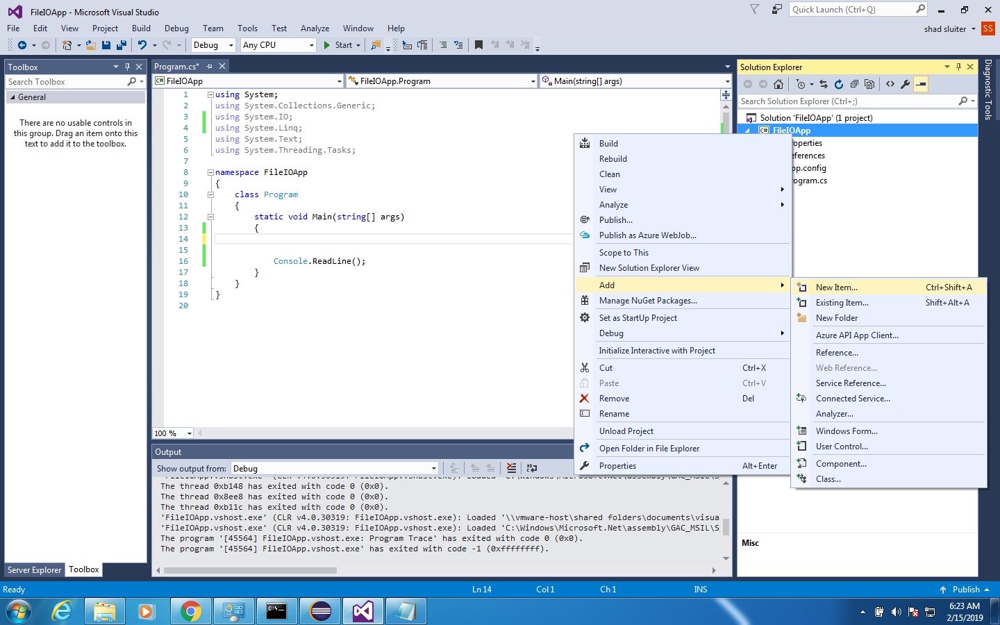 FileIOApp - Microsoft Visual Studio
Quick Launch (Ctrl+Q)
File Edit View Project Build Debug Team Tools Test Analyze Window Help
shad sluiter SS
Debug Any CPU Start
Toolbox
Search Toolbox
General
There are no usable controls in
this group. Drag an item onto this
text to add it to the toolbox.
Server Explorer Toolbox
Program.cs*
C# FileIOApp FileIOApp.Program Main(string[] args)
1 using System;
2 using System.Collections.Generic;
3 using System.IO;
4 using System.Linq;
5 using System.Text;
6 using System.Threading.Tasks;
7
8 namespace FileIOApp
9 {
10 class Program
11 {
12 static void Main(string[] args)
13 {
14
15
16 Console.ReadLine();
17 }
18 }
19 }
20
100 %
Output
Show output from: Debug
The thread 0xb148 has exited with code 0 (0x0).
The thread 0x8ee8 has exited with code 0 (0x0).
The thread 0xb11c has exited with code 0 (0x0).
'FileIOApp.vshost.exe' (CLR v4.0.30319: FileIOApp.vshost.exe): Loaded '\\vmware-host\shared folders\documents\visua
'FileIOApp.vshost.exe' (CLR v4.0.30319: FileIOApp.vshost.exe): Loaded 'C:\Windows\Microsoft.Net\assembly\GAC_MSIL\S
The program '[45564] FileIOApp.vshost.exe: Program Trace' has exited with code 0 (0x0).
The program '[45564] FileIOApp.vshost.exe' has exited with code -1 (0xffffffff).
Solution Explorer
Search Solution Explorer (Ctrl+;)
Solution 'FileIOApp' (1 project)
C# FileIOApp
operties
eferences
pp.config
ogram.cs
Diagnostic Tools
Build
Rebuild
Clean
View
Analyze
Publish...
Publish as Azure WebJob...
Scope to This
New Solution Explorer View
Add
Manage NuGet Packages...
Set as StartUp Project
Debug
Initialize Interactive with Project
Cut Ctrl+X
Paste Ctrl+V
Remove Del
Rename
Unload Project
Open Folder in File Explorer
Properties Alt+Enter
New Item... Ctrl+Shift+A
Existing Item... Shift+Alt+A
New Folder
Azure API App Client...
Reference...
Web Reference...
Service Reference...
Connected Service...
Analyzer...
Windows Form...
User Control...
Component...
Class...
Misc
Ready Ln 14 Col 1 Ch 1 INS Publish
C:\
6:23 AM
2/15/2019